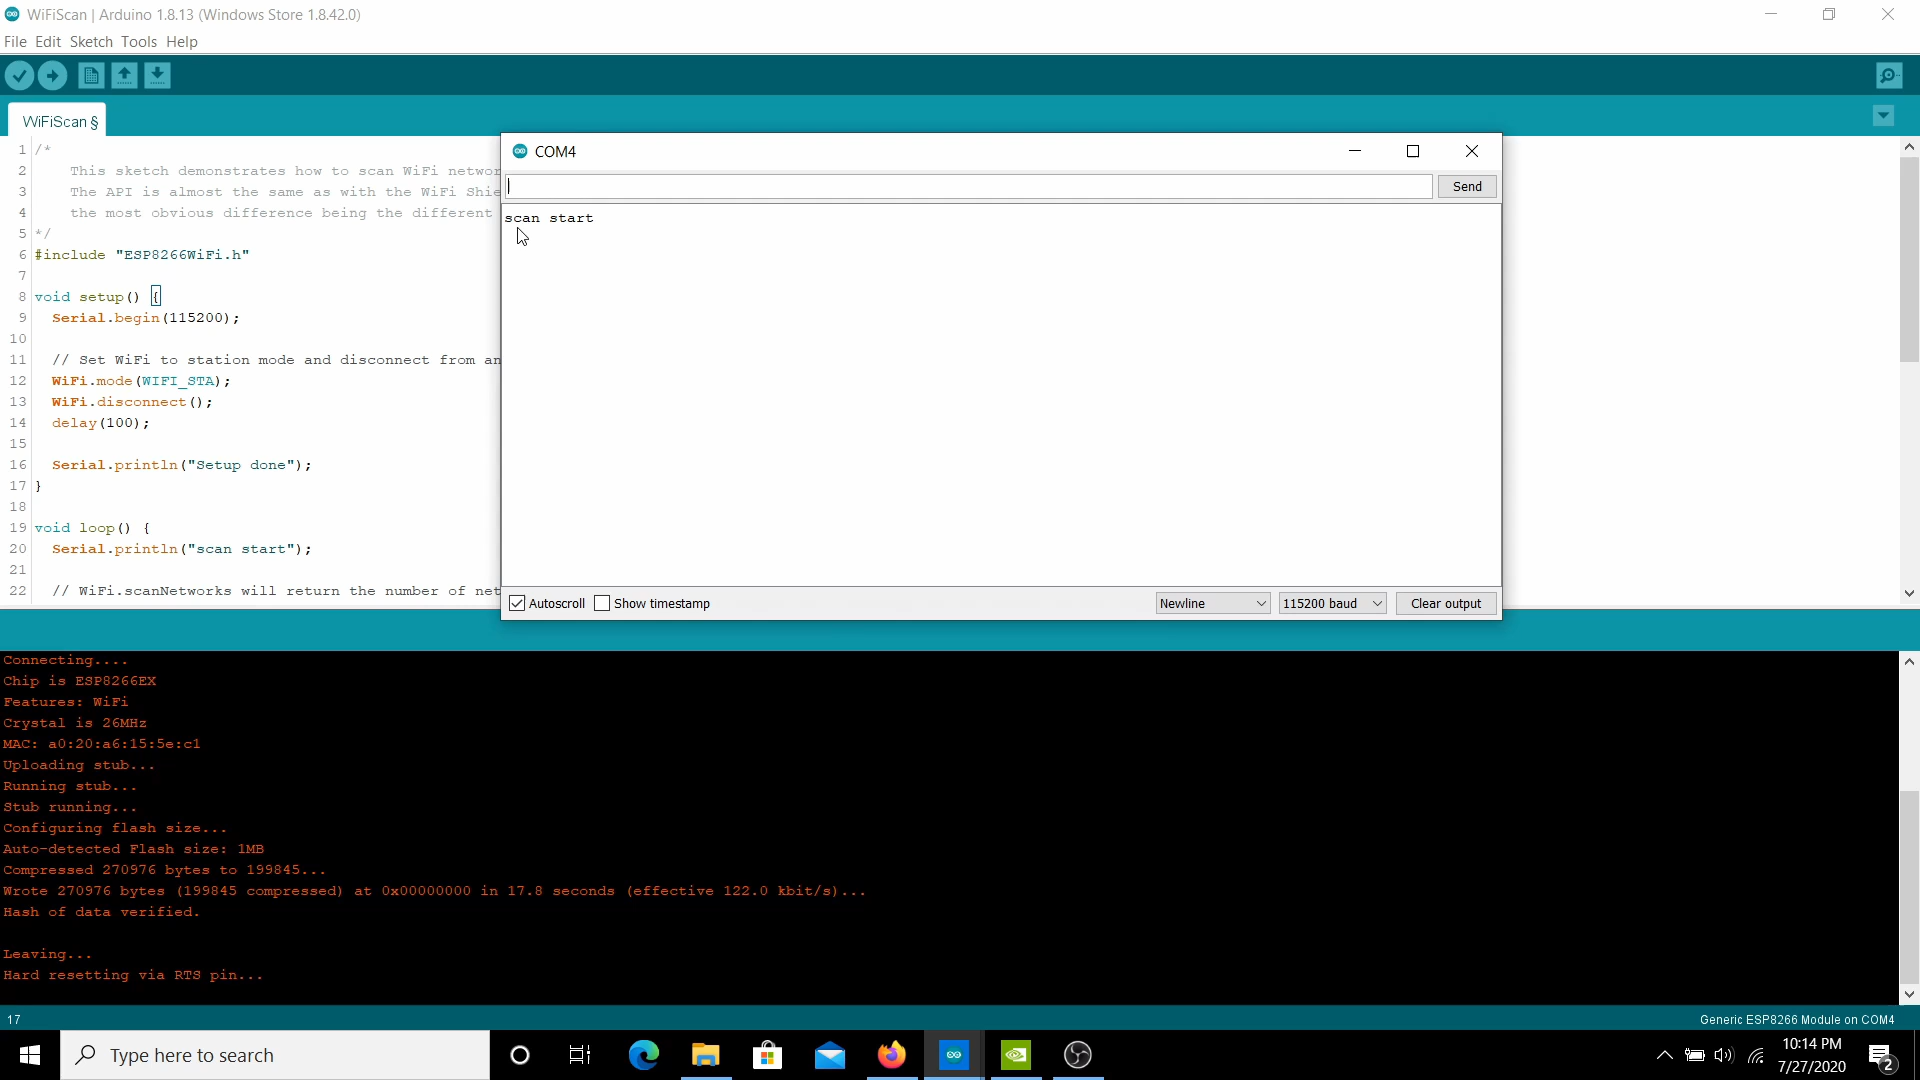 WiFiScan | Arduino 1.8.13 (Windows Store 1.8.42.0)
File Edit Sketch Tools Help
WiFiScan §
1 /*
2 This sketch demonstrates how to scan WiFi networ
3 The API is almost the same as with the WiFi Shie
4 the most obvious difference being the different
5 */
6 #include "ESP8266WiFi.h"
7
8 void setup() {
9 Serial.begin(115200);
10
11 // Set WiFi to station mode and disconnect from an
12 WiFi.mode(WIFI_STA);
13 WiFi.disconnect();
14 delay(100);
15
16 Serial.println("Setup done");
17 }
18
19 void loop() {
20 Serial.println("scan start");
21
22 // WiFi.scanNetworks will return the number of net
COM4
Send
scan start
Autoscroll Show timestamp Newline 115200 baud Clear output
Connecting....
Chip is ESP8266EX
Features: WiFi
Crystal is 26MHz
MAC: a0:20:a6:15:5e:c1
Uploading stub...
Running stub...
Stub running...
Configuring flash size...
Auto-detected Flash size: 1MB
Compressed 270976 bytes to 199845...
Wrote 270976 bytes (199845 compressed) at 0x00000000 in 17.8 seconds (effective 122.0 kbit/s)...
Hash of data verified.
Leaving...
Hard resetting via RTS pin...
17 Generic ESP8266 Module on COM4
Type here to search
10:14 PM
7/27/2020
2